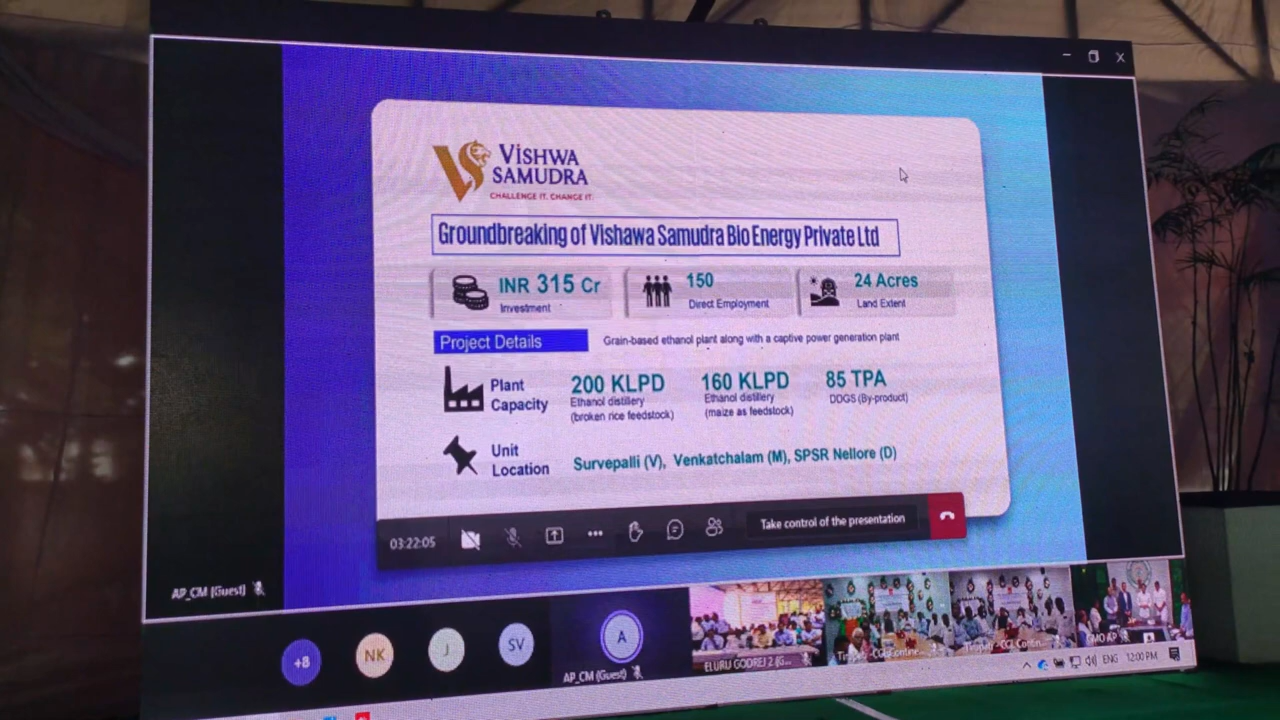 VISHWA
SAMUDRA
CHALLENGE IT. CHANGE IT.
Groundbreaking of Vishawa Samudra Bio Energy Private Ltd
INR 315 Cr
Investment
150
Direct Employment
24 Acres
Land Extent
Project Details
Grain-based ethanol plant along with a captive power generation plant
Plant
Capacity
200 KLPD
Ethanol distillery
(broken rice feedstock)
160 KLPD
Ethanol distillery
(maize as feedstock)
85 TPA
DDGS (By-product)
Unit
Location
Survepalli (V), Venkatchalam (M), SPSR Nellore (D)
03:22:05
Take control of the presentation
AP_CM (Guest)
+8
NK
J
SV
A
AP_CM (Guest)
ELURU GODREJ 2 (G...
CMO AP
ENG
12:00 PM